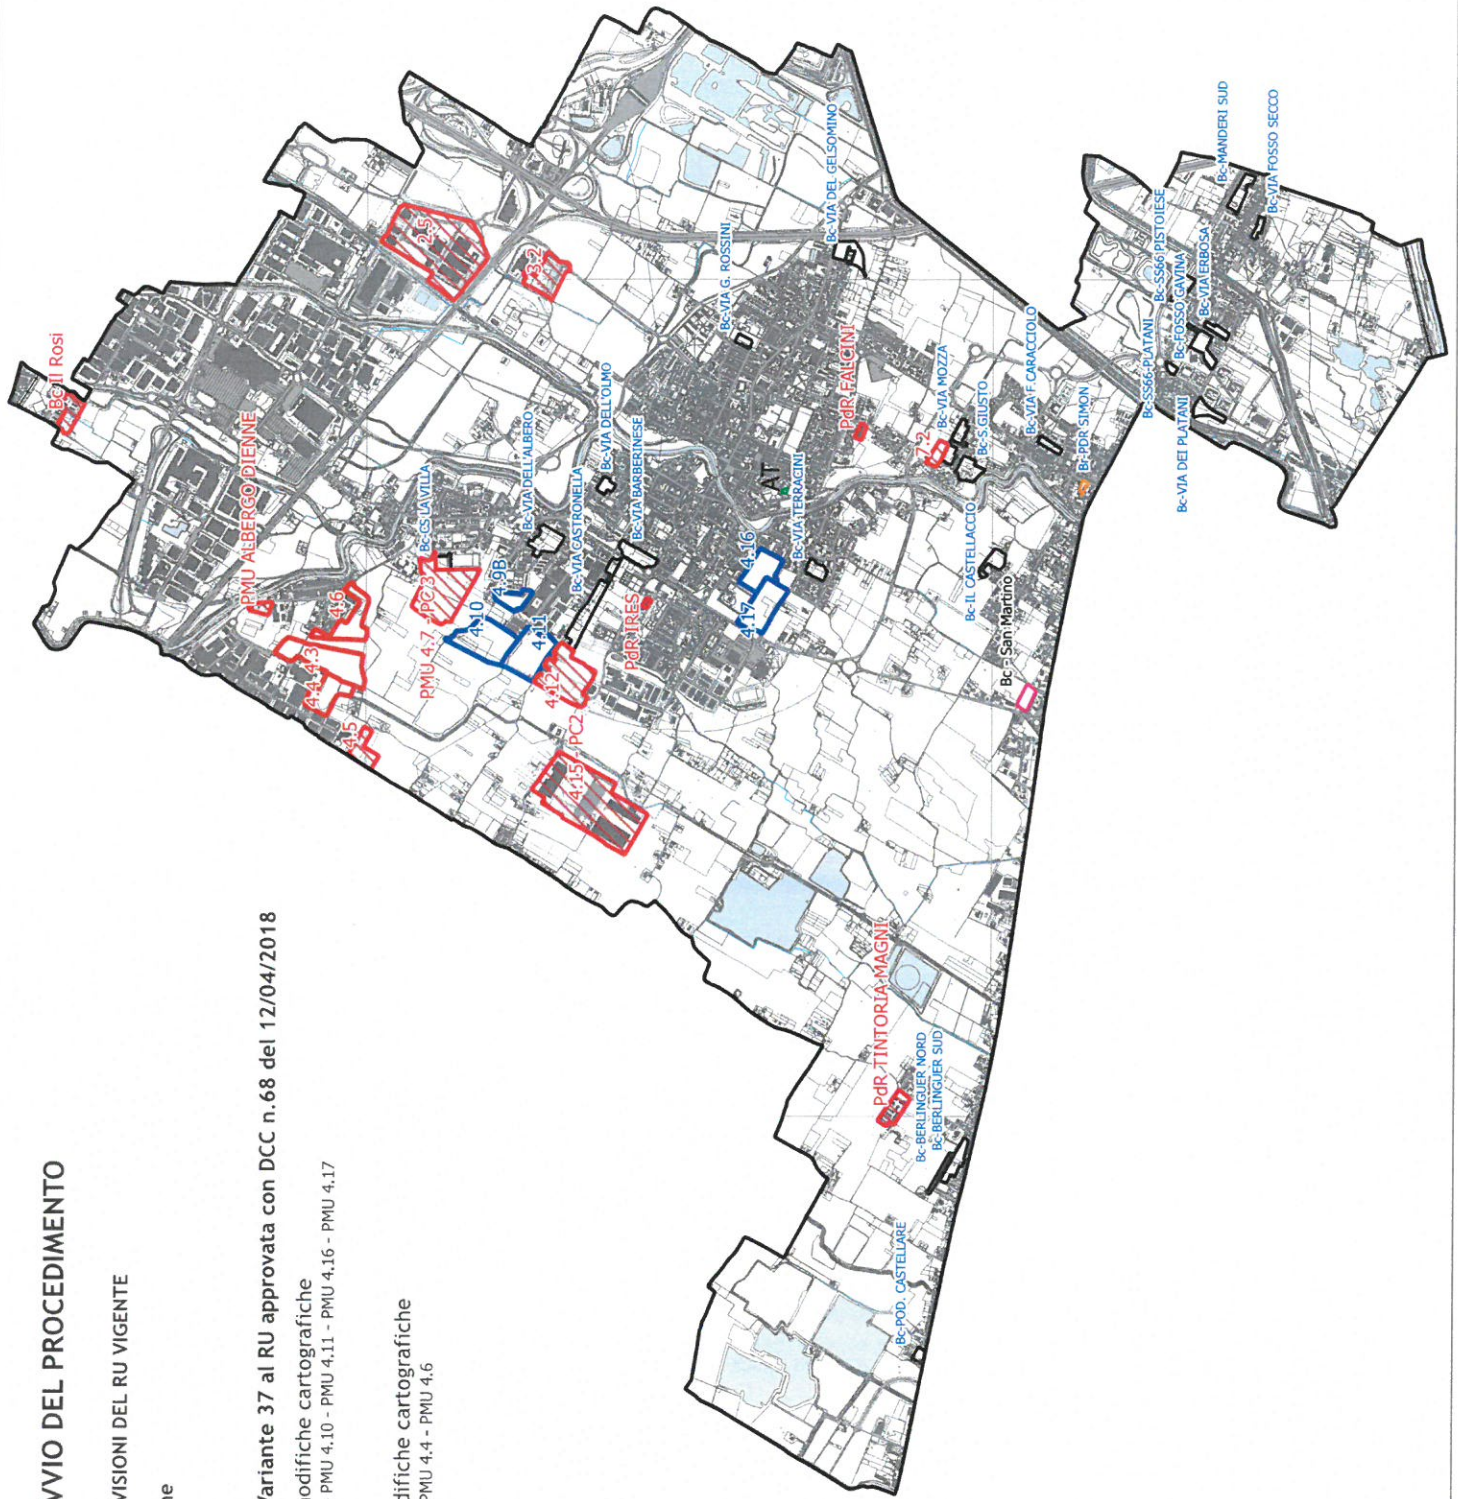 VVIO DEL PROCEDIMENTO
VISIONI DEL RU VIGENTE
ne
Variante 37 al RU approvata con DCC n.68 del 12/04/2018
modifiche cartografiche
PMU 4.10 - PMU 4.11 - PMU 4.16 - PMU 4.17
difiche cartografiche
PMU 4.4 - PMU 4.6
Bc Il Rosi
PMU ALBERGO DIENNE
2.5
3.2
4.6
4.4
4.3
4.5
PMU 4.7 - PC3
Bc-CS LA VILLA
4.10
4.9B
4.11
4.12
4.15 - PC2
Bc-VIA DELL'ALBERO
Bc-VIA CASTRONELLA
Bc-VIA DELL'OLMO
Bc-VIA BARBERINESE
PdR IRES
Bc-VIA G. ROSSINI
Bc-VIA DEL GELSOMINO
4.16
4.17
AT
Bc-VIA TERRACINI
PdR FALCINI
7.2
Bc-VIA MOZZA
Bc-S.GIUSTO
Bc-IL CASTELLACCIO
Bc - San Martino
Bc-VIA F. CARACCIOLO
Bc-PDR SIMON
Bc-SS66-PLATANI
Bc-SS66 PISTOIESE
Bc-FOSSO GAVINA
Bc-VIA ERBOSA
Bc-VIA DEI PLATANI
Bc-MANDERI SUD
Bc-VIA FOSSO SECCO
PdR TINTORIA MAGNI
Bc-BERLINGUER NORD
Bc-BERLINGUER SUD
Bc-POD. CASTELLARE